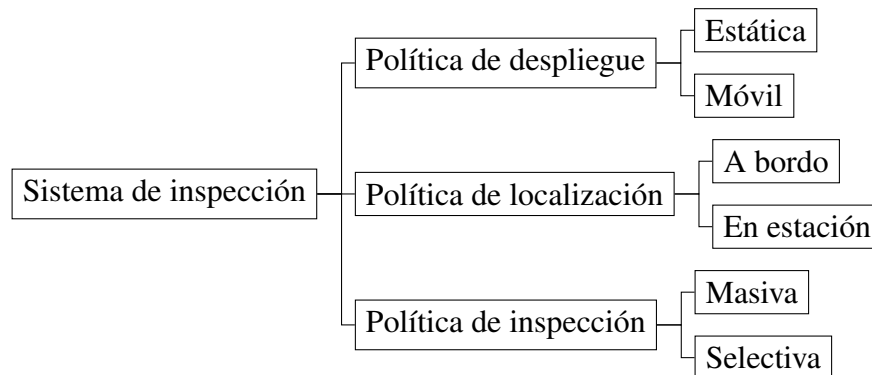 Sistema de inspección
Política de despliegue
Estática
Móvil
Política de localización
A bordo
En estación
Política de inspección
Masiva
Selectiva